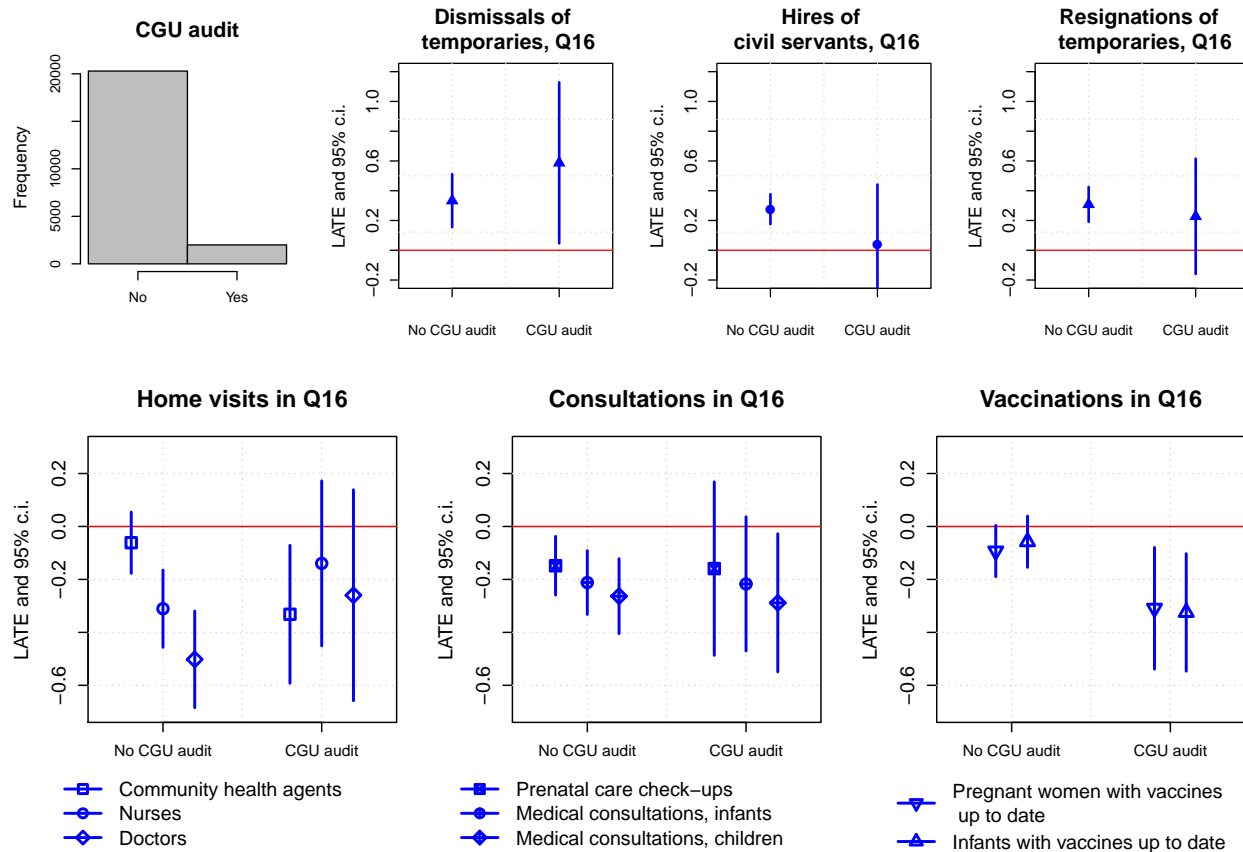 CGU audit
Frequency
20000
10000
5000
0
No
Yes
Dismissals of
temporaries, Q16
LATE and 95% c.i.
1.0
0.6
0.2
−0.2
No CGU audit
CGU audit
Hires of
civil servants, Q16
LATE and 95% c.i.
1.0
0.6
0.2
−0.2
No CGU audit
CGU audit
Resignations of
temporaries, Q16
LATE and 95% c.i.
1.0
0.6
0.2
−0.2
No CGU audit
CGU audit
Home visits in Q16
LATE and 95% c.i.
0.2
0.0
−0.2
−0.6
No CGU audit
CGU audit
Community health agents
Nurses
Doctors
Consultations in Q16
LATE and 95% c.i.
0.2
0.0
−0.2
−0.6
No CGU audit
CGU audit
Prenatal care check−ups
Medical consultations, infants
Medical consultations, children
Vaccinations in Q16
LATE and 95% c.i.
0.2
0.0
−0.2
−0.6
No CGU audit
CGU audit
Pregnant women with vaccines
up to date
Infants with vaccines up to date